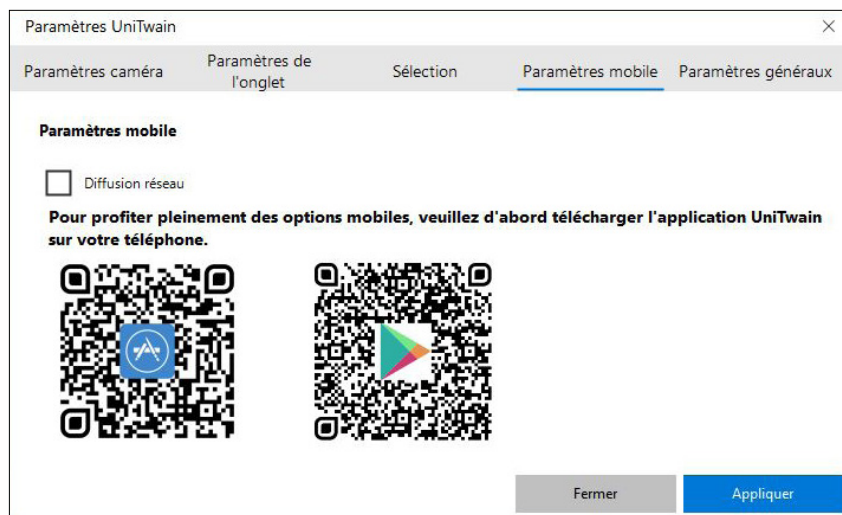 Paramètres UniTwain
Paramètres caméra
Paramètres de
l'onglet
Sélection
Paramètres mobile
Paramètres généraux
Paramètres mobile
Diffusion réseau
Pour profiter pleinement des options mobiles, veuillez d'abord télécharger l'application UniTwain
sur votre téléphone.
Fermer
Appliquer